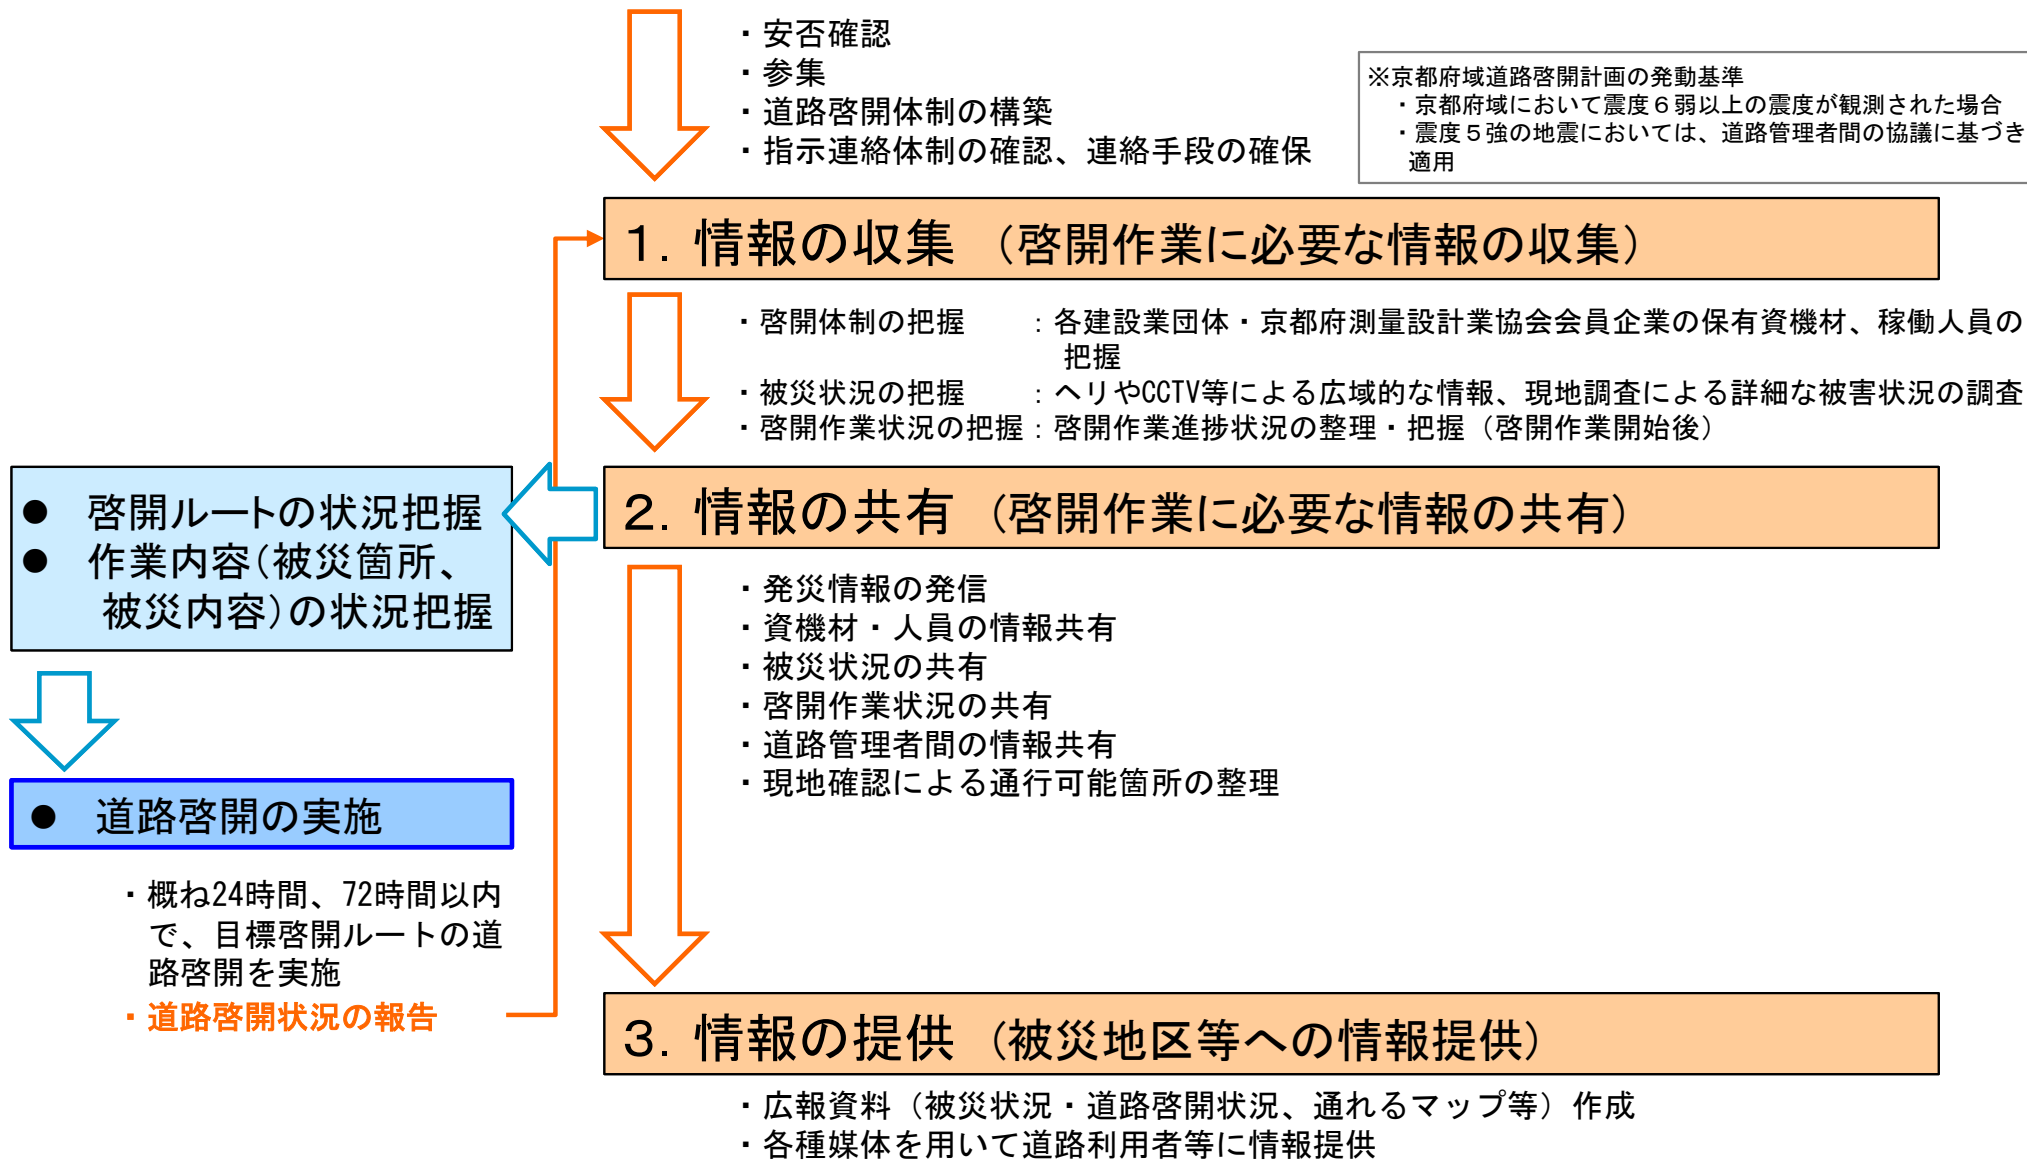 ・安否確認
・参集
・道路啓開体制の構築
・指示連絡体制の確認、連絡手段の確保
※京都府域道路啓開計画の発動基準
・京都府域において震度６弱以上の震度が観測された場合
・震度５強の地震においては、道路管理者間の協議に基づき
適用
１．情報の収集 （啓開作業に必要な情報の収集）
・啓開体制の把握 ：各建設業団体・京都府測量設計業協会会員企業の保有資機材、稼働人員の
把握
・被災状況の把握 ：ヘリやCCTV等による広域的な情報、現地調査による詳細な被害状況の調査
・啓開作業状況の把握：啓開作業進捗状況の整理・把握（啓開作業開始後）
２．情報の共有 （啓開作業に必要な情報の共有）
● 啓開ルートの状況把握
● 作業内容（被災箇所、
被災内容）の状況把握
・発災情報の発信
・資機材・人員の情報共有
・被災状況の共有
・啓開作業状況の共有
・道路管理者間の情報共有
・現地確認による通行可能箇所の整理
● 道路啓開の実施
・概ね24時間、72時間以内
で、目標啓開ルートの道
路啓開を実施
・道路啓開状況の報告
３．情報の提供 （被災地区等への情報提供）
・広報資料（被災状況・道路啓開状況、通れるマップ等）作成
・各種媒体を用いて道路利用者等に情報提供